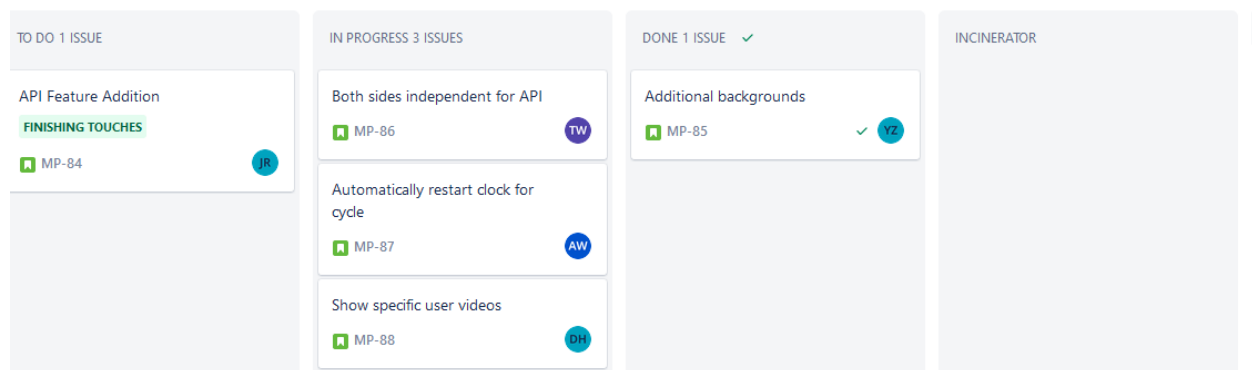 TO DO 1 ISSUE
API Feature Addition
FINISHING TOUCHES
MP-84
JR
IN PROGRESS 3 ISSUES
Both sides independent for API
MP-86
TW
Automatically restart clock for
cycle
MP-87
AW
Show specific user videos
MP-88
DH
DONE 1 ISSUE
Additional backgrounds
MP-85
YZ
INCINERATOR